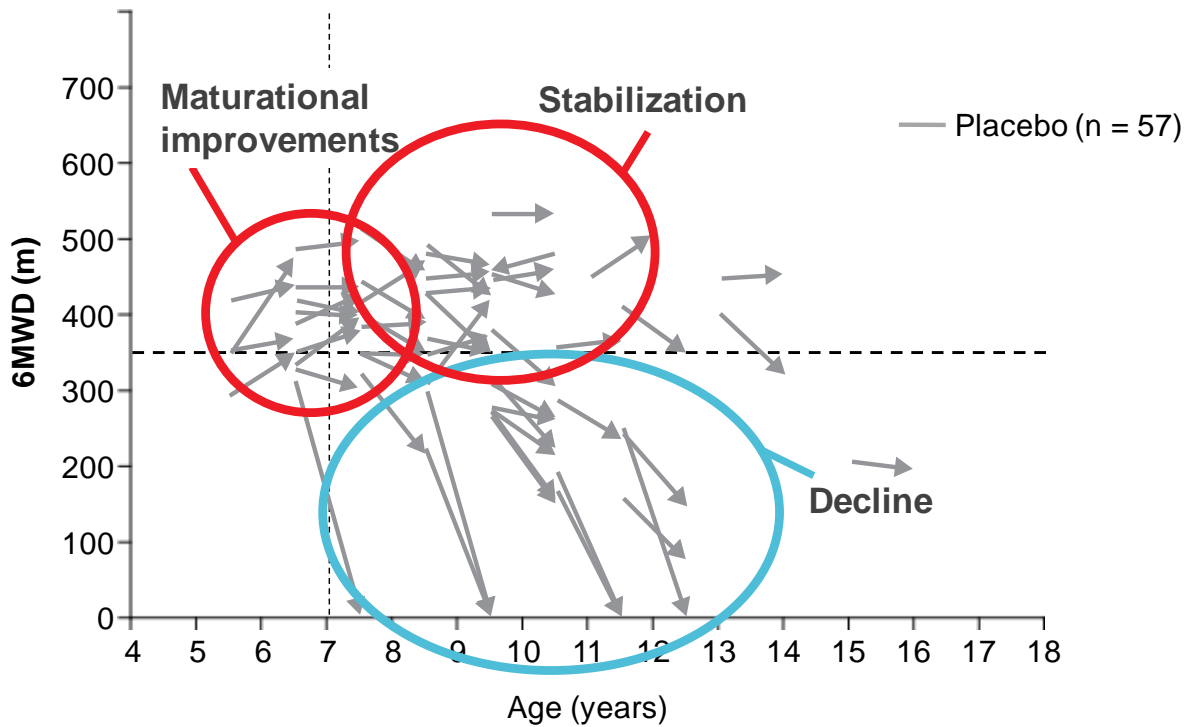 Maturational
improvements
Stabilization
Placebo (n = 57)
6MWD (m)
700
600
500
400
300
200
100
0
Decline
4 5 6 7 8 9 10 11 12 13 14 15 16 17 18
Age (years)